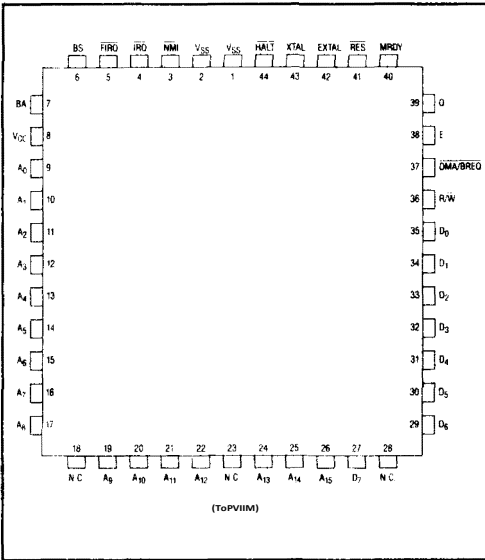 BS FIRQ IRQ NMI VSS VSS HALT XTAL EXTAL RES MRDY
6 5 4 3 2 1 44 43 42 41 40
BA 7 39 Q
VCC 8 38 E
A0 9 37 DMA/BREQ
A1 10 36 R/W
A2 11 35 D0
A3 12 34 D1
A4 13 33 D2
A5 14 32 D3
A6 15 31 D4
A7 16 30 D5
A8 17 29 D6
18 19 20 21 22 23 24 25 26 27 28
N C A9 A10 A11 A12 N C A13 A14 A15 D7 N C
(ToPVIIM)